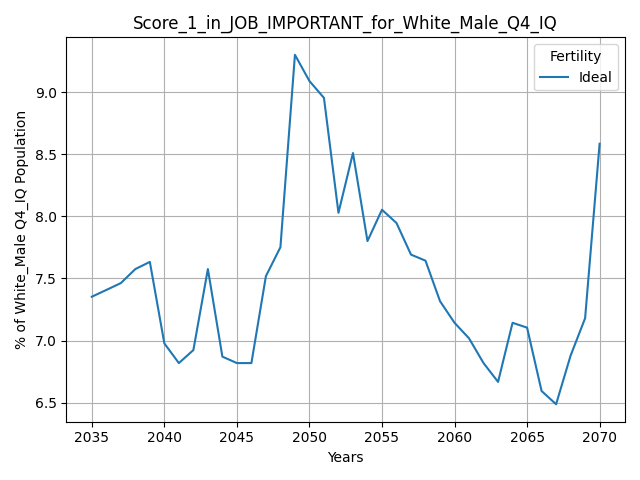 Score_1_in_JOB_IMPORTANT_for_White_Male_Q4_IQ
Fertility
Ideal
% of White_Male Q4_IQ Population
9.0
8.5
8.0
7.5
7.0
6.5
2035 2040 2045 2050 2055 2060 2065 2070
Years